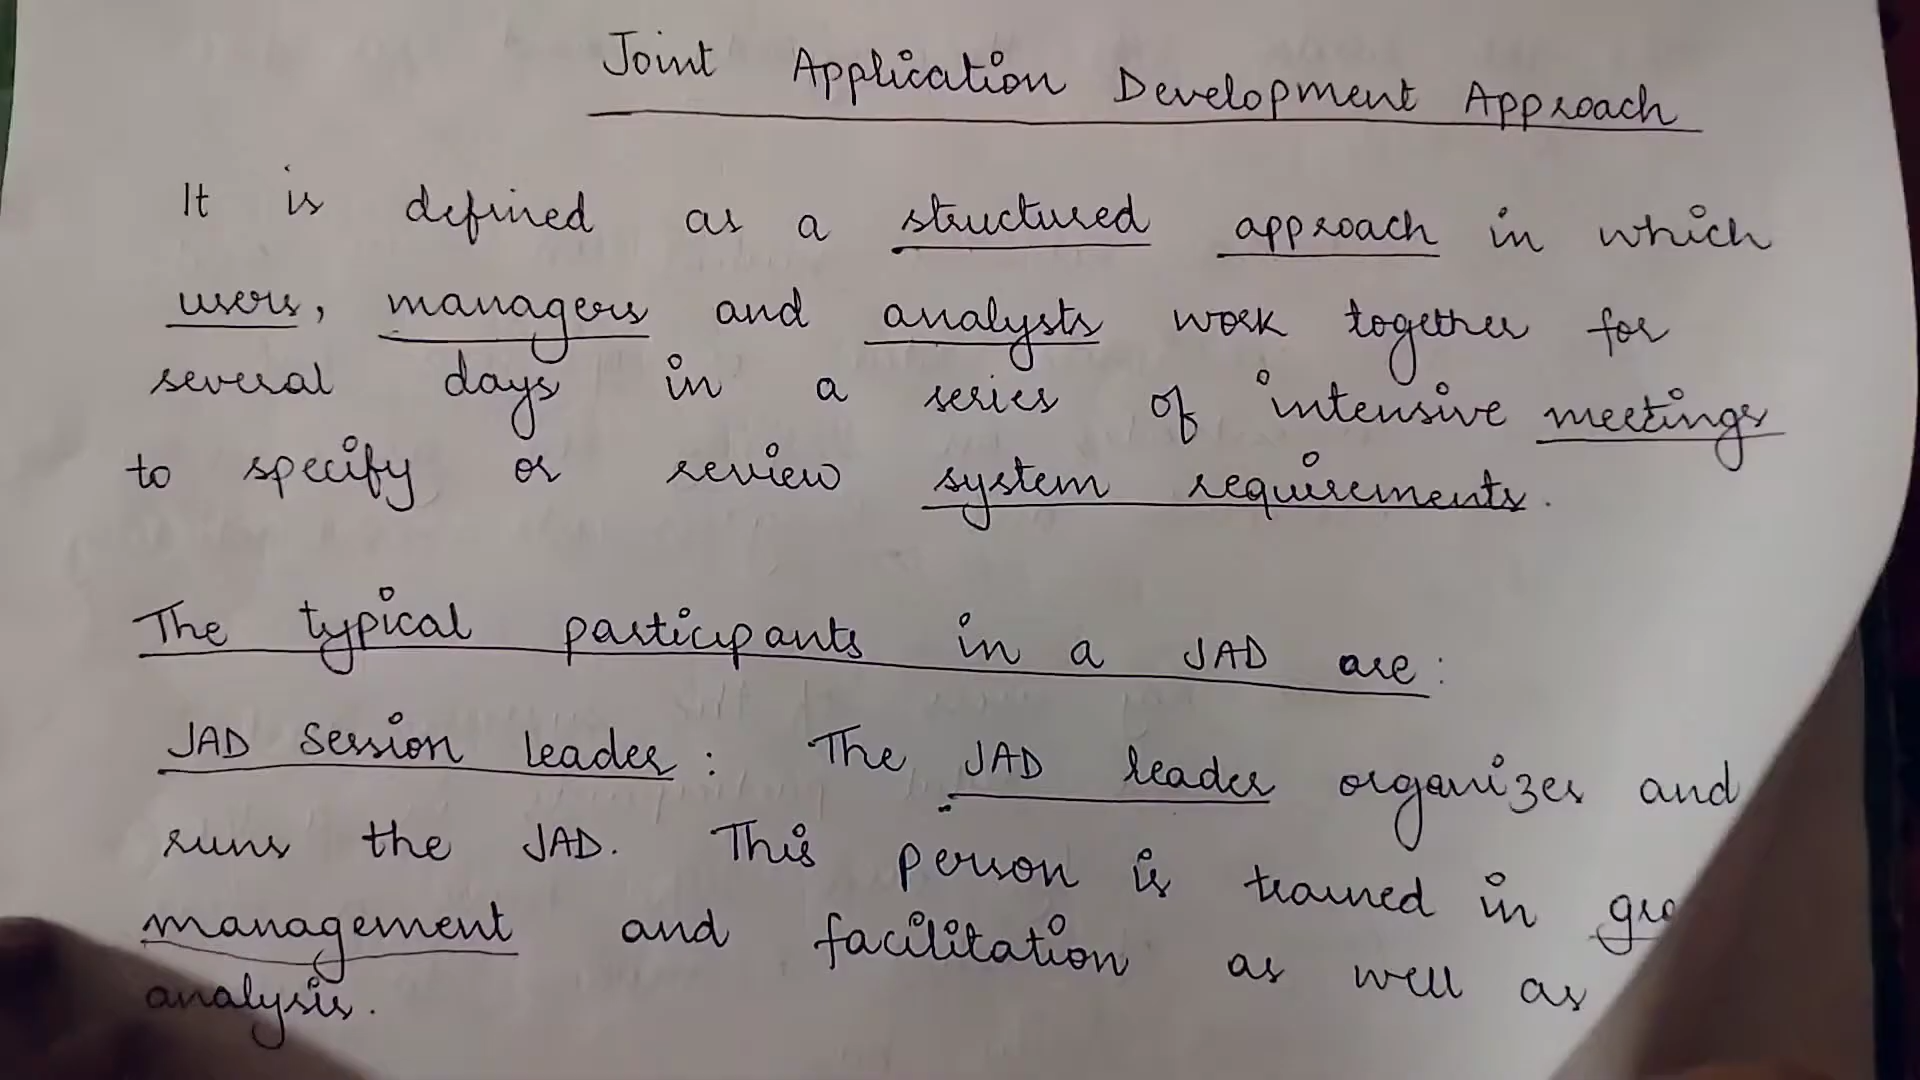 Joint Application Development Approach
It is defined as a structured approach in which
users, managers and analysts work together for
several days in a series of intensive meetings
to specify or review system requirements.
The typical participants in a JAD are:
JAD Session leader: The JAD leader organizes and
runs the JAD. This person is trained in
management and facilitation as well as
analysis.